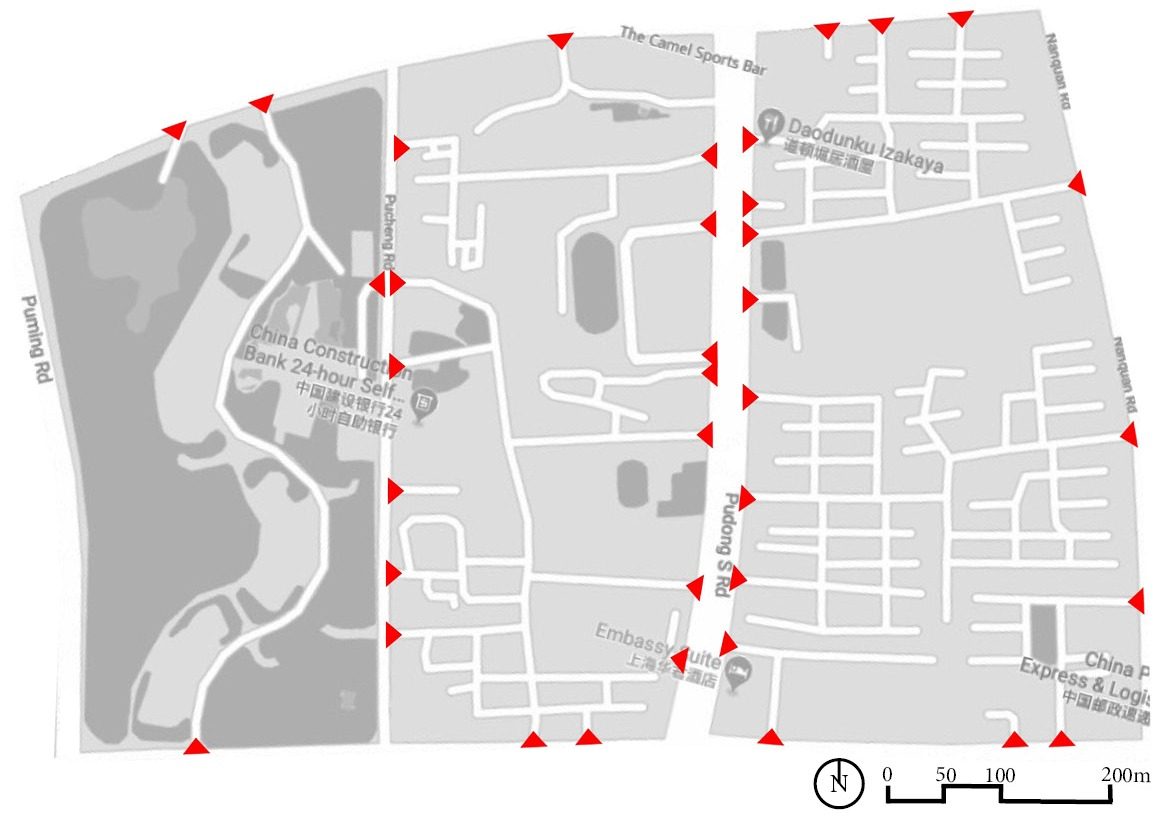 The Camel Sports Bar
Nanquan Rd
Daodunku Izakaya
道顿堀居酒屋
Pucheng Rd
Puming Rd
China Construction
Bank 24-hour Self...
中国建设银行24
小时自助银行
Nanquan Rd
Pudong S Rd
Embassy Suite
上海华君酒店
China P
Express & Logis
中国邮政速递
N
0 50 100 200m